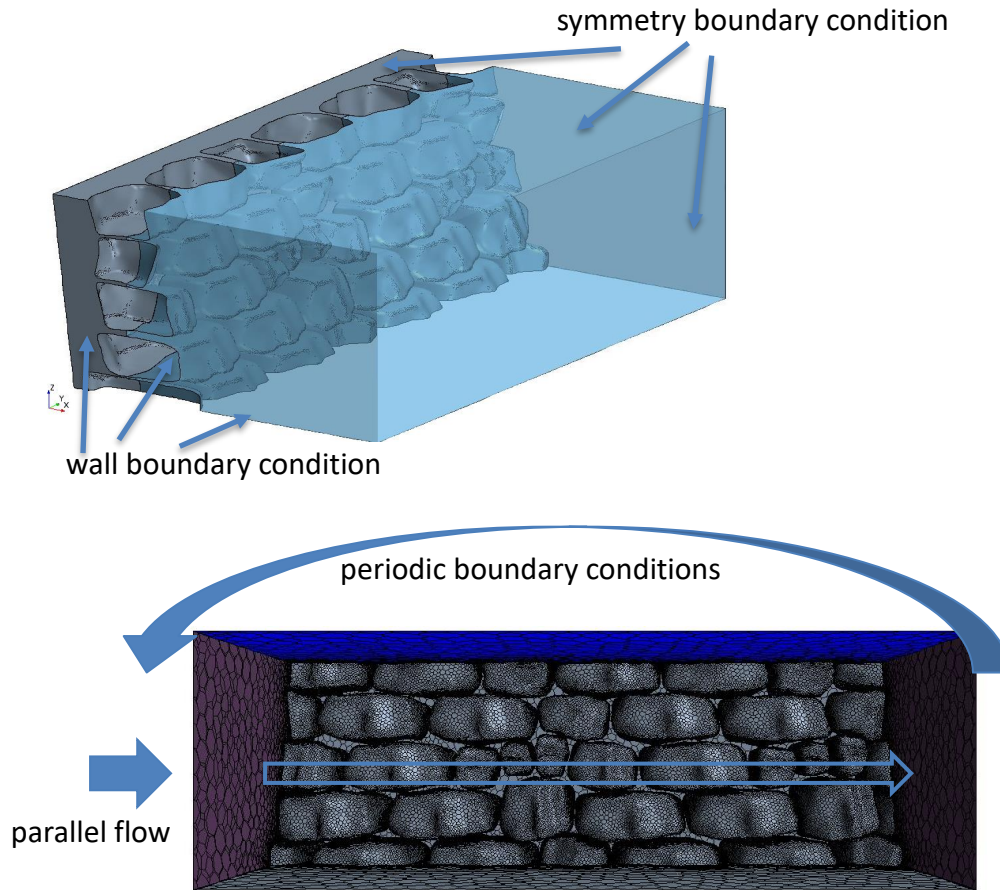 symmetry boundary condition
Z
Y
X
wall boundary condition
periodic boundary conditions
parallel flow